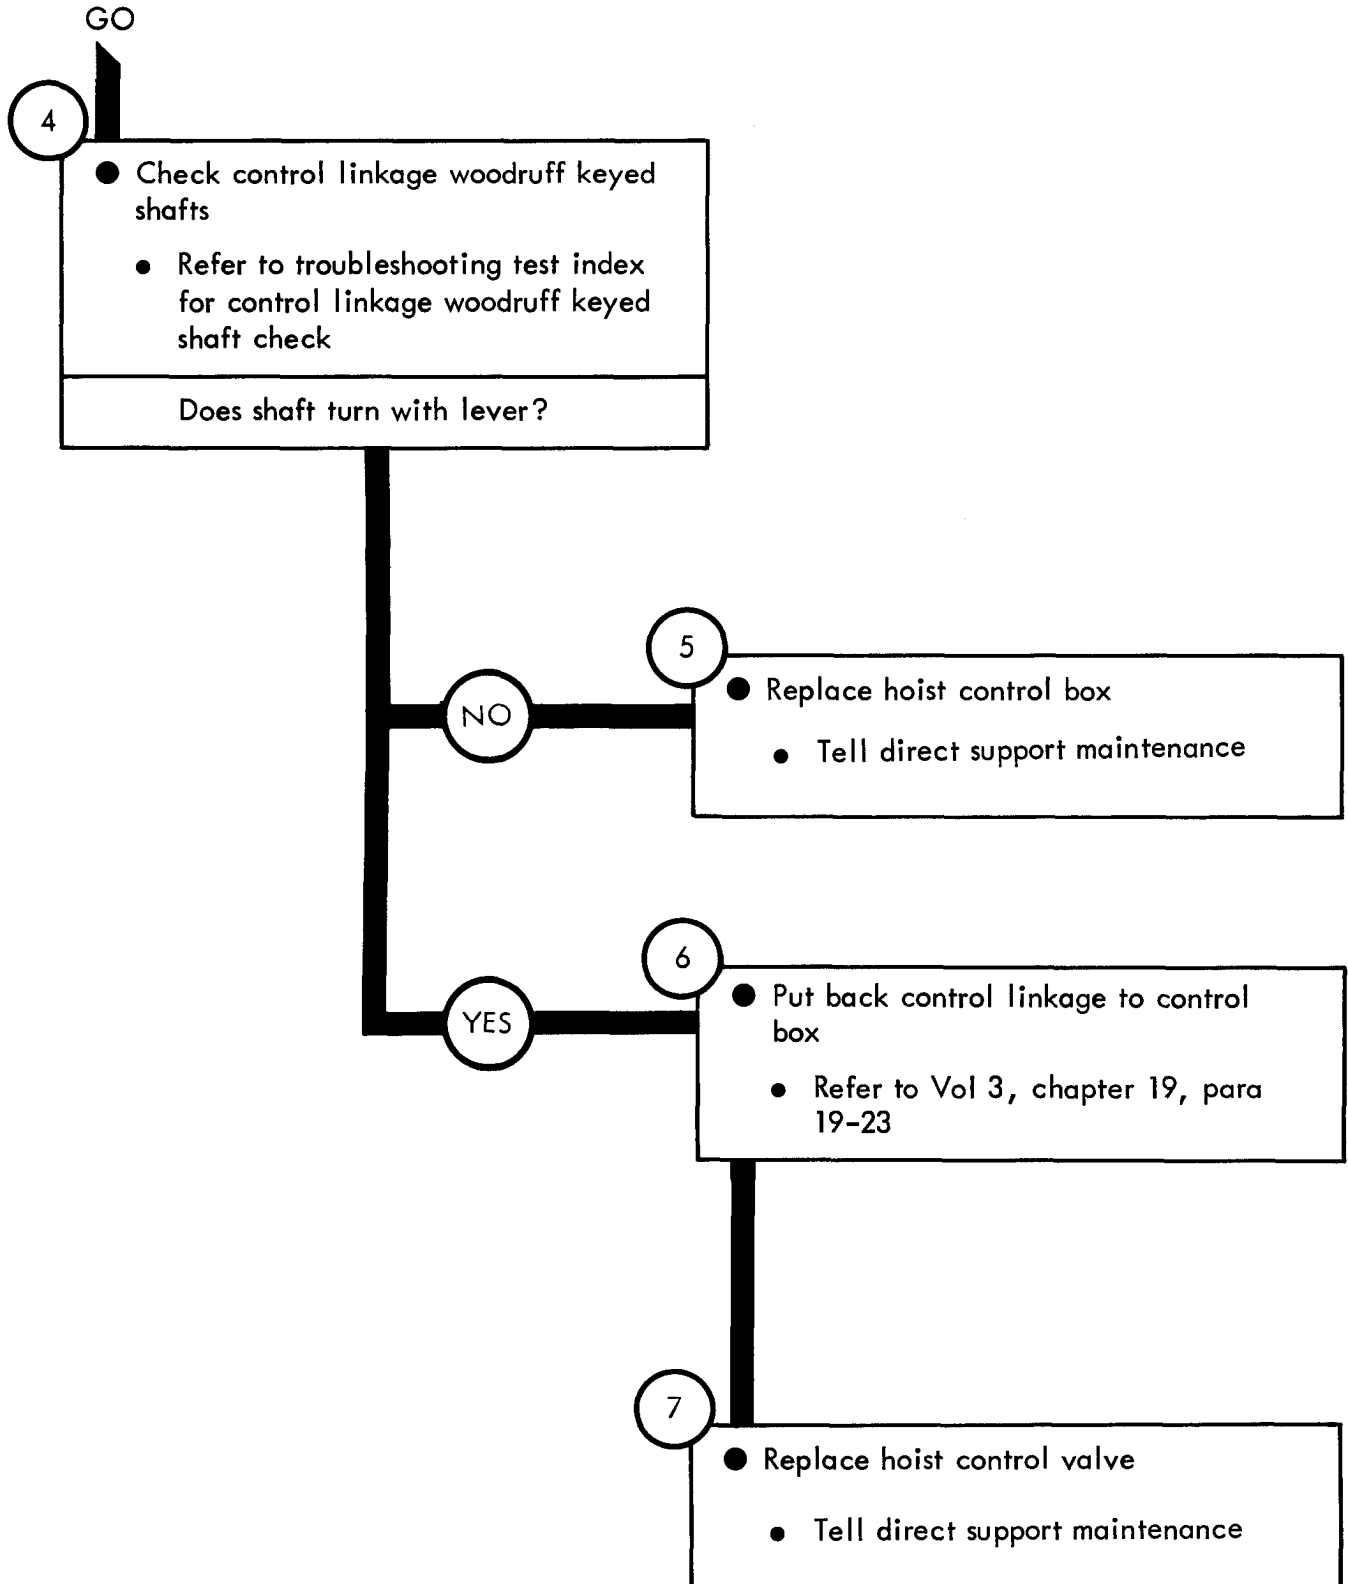 GO
4
● Check control linkage woodruff keyed
shafts
● Refer to troubleshooting test index
for control linkage woodruff keyed
shaft check
Does shaft turn with lever?
5
NO
● Replace hoist control box
● Tell direct support maintenance
6
YES
● Put back control linkage to control
box
● Refer to Vol 3, chapter 19, para
19-23
7
● Replace hoist control valve
● Tell direct support maintenance